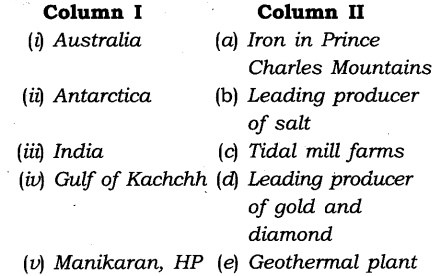 Column I Column II
(i) Australia (a) Iron in Prince
Charles Mountains
(ii) Antarctica (b) Leading producer
of salt
(iii) India (c) Tidal mill farms
(iv) Gulf of Kachchh (d) Leading producer
of gold and
diamond
(v) Manikaran, HP (e) Geothermal plant